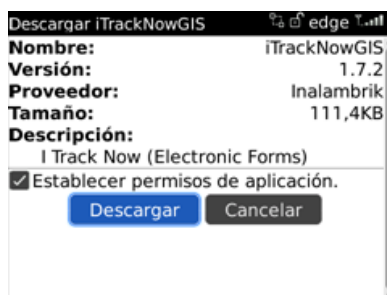 Descargar iTrackNowGIS edge
Nombre: iTrackNowGIS
Versión: 1.7.2
Proveedor: Inalambrik
Tamaño: 111,4KB
Descripción:
I Track Now (Electronic Forms)
Establecer permisos de aplicación.
Descargar Cancelar